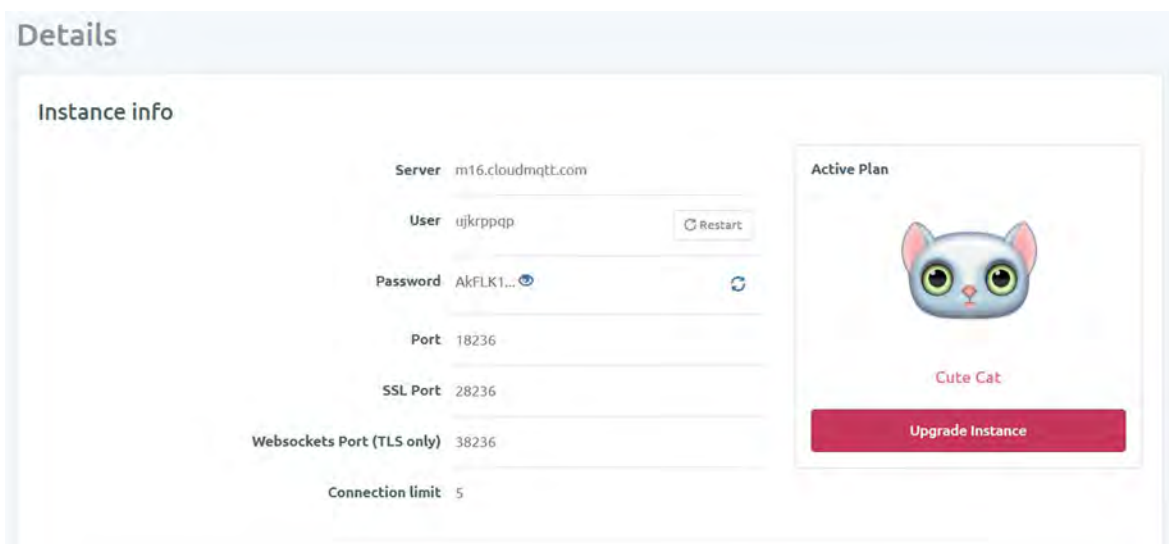 Details
Instance info
Server m16.cloudmqtt.com
User ujkrppqp
Restart
Password AkFLK1...
Port 18236
SSL Port 28236
Websockets Port (TLS only) 38236
Connection limit 5
Active Plan
Cute Cat
Upgrade Instance